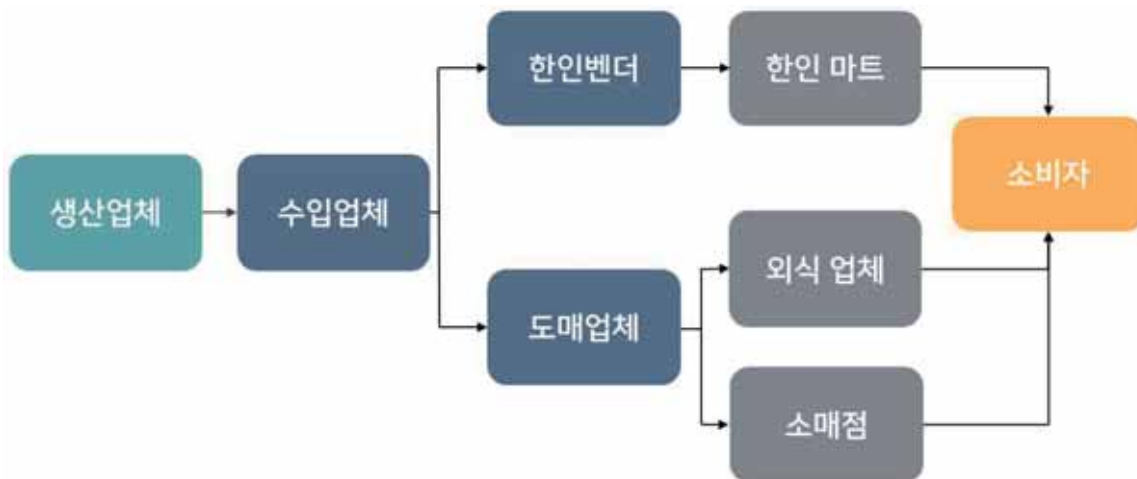 한인벤더
한인 마트
소비자
생산업체
수입업체
외식 업체
도매업체
소매점